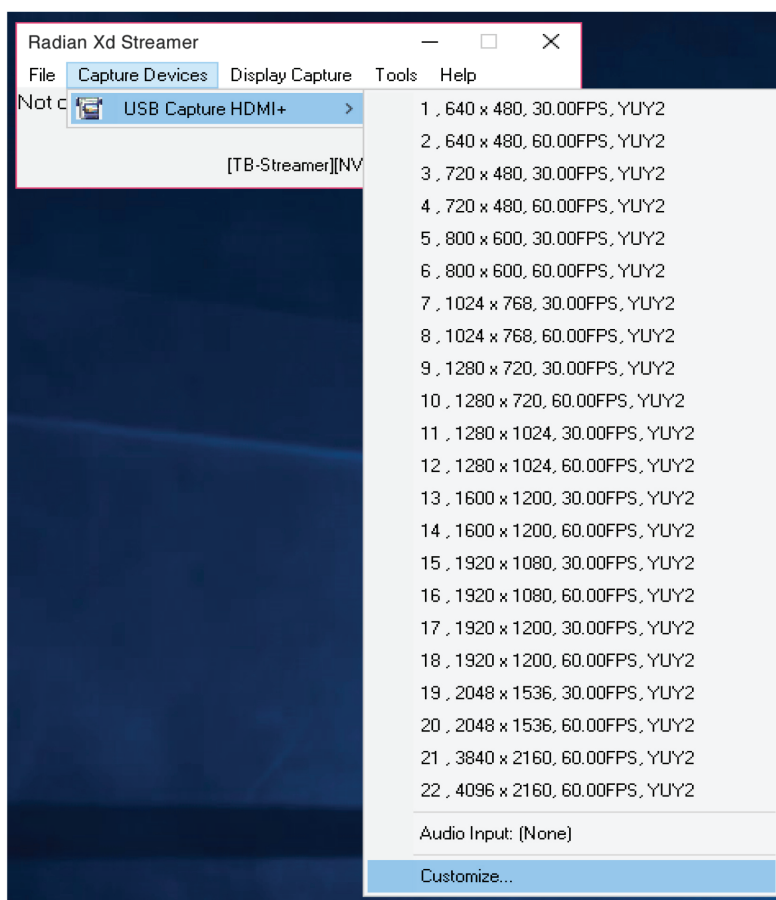 Radian Xd Streamer
File Capture Devices Display Capture Tools Help
Not c
USB Capture HDMI+ >
[TB-Streamer][NV
1 , 640 x 480, 30.00FPS, YUY2
2 , 640 x 480, 60.00FPS, YUY2
3 , 720 x 480, 30.00FPS, YUY2
4 , 720 x 480, 60.00FPS, YUY2
5 , 800 x 600, 30.00FPS, YUY2
6 , 800 x 600, 60.00FPS, YUY2
7 , 1024 x 768, 30.00FPS, YUY2
8 , 1024 x 768, 60.00FPS, YUY2
9 , 1280 x 720, 30.00FPS, YUY2
10 , 1280 x 720, 60.00FPS, YUY2
11 , 1280 x 1024, 30.00FPS, YUY2
12 , 1280 x 1024, 60.00FPS, YUY2
13 , 1600 x 1200, 30.00FPS, YUY2
14 , 1600 x 1200, 60.00FPS, YUY2
15 , 1920 x 1080, 30.00FPS, YUY2
16 , 1920 x 1080, 60.00FPS, YUY2
17 , 1920 x 1200, 30.00FPS, YUY2
18 , 1920 x 1200, 60.00FPS, YUY2
19 , 2048 x 1536, 30.00FPS, YUY2
20 , 2048 x 1536, 60.00FPS, YUY2
21 , 3840 x 2160, 60.00FPS, YUY2
22 , 4096 x 2160, 60.00FPS, YUY2
Audio Input: (None)
Customize...